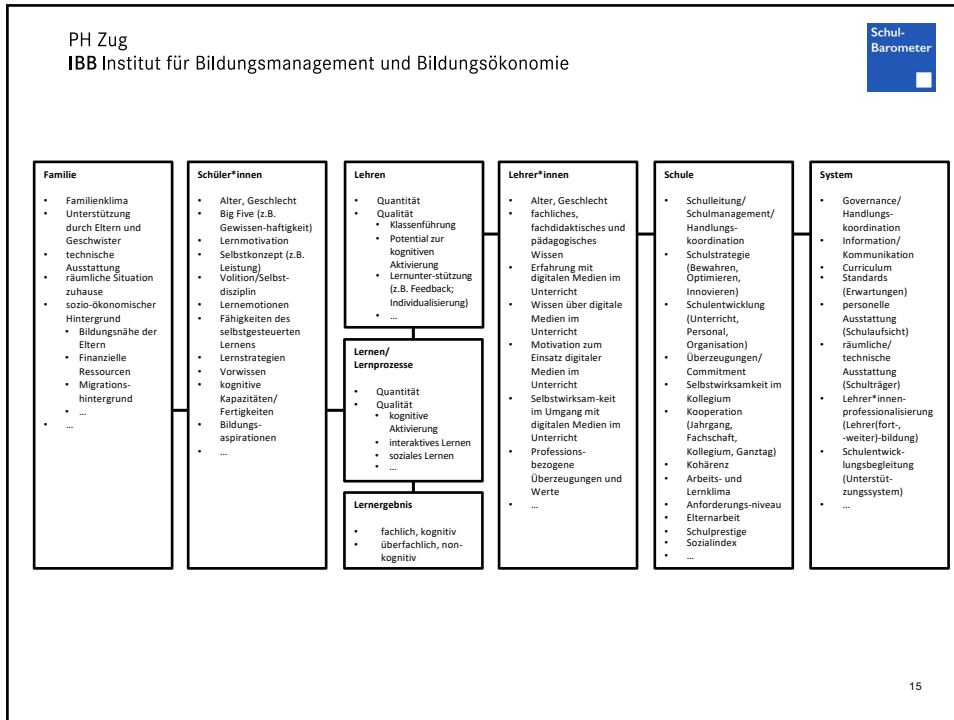 PH Zug
IBB Institut für Bildungsmanagement und Bildungsökonomie
Schul-
Barometer
Familie
• Familienklima
• Unterstützung
durch Eltern und
Geschwister
• technische
Ausstattung
• räumliche Situation
zuhause
• sozio-ökonomischer
Hintergrund
• Bildungsnähe der
Eltern
• Finanzielle
Ressourcen
• Migrations-
hintergrund
• ...
• ...
Schüler*innen
• Alter, Geschlecht
• Big Five (z.B.
Gewissen-haftigkeit)
• Lernmotivation
• Selbstkonzept (z.B.
Leistung)
• Volition/Selbst-
disziplin
• Lernemotionen
• Fähigkeiten des
selbstgesteuerten
Lernens
• Lernstrategien
• Vorwissen
• kognitive
Kapazitäten/
Fertigkeiten
• Bildungs-
aspirationen
• ...
Lehren
• Quantität
• Qualität
• Klassenführung
• Potential zur
kognitiven
Aktivierung
• Lernunter-stützung
(z.B. Feedback;
Individualisierung)
• ...
Lernen/
Lernprozesse
• Quantität
• Qualität
• kognitive
Aktivierung
• interaktives Lernen
• soziales Lernen
• ...
Lernergebnis
• fachlich, kognitiv
• überfachlich, non-
kognitiv
Lehrer*innen
• Alter, Geschlecht
• fachliches,
fachdidaktisches und
pädagogisches
Wissen
• Erfahrung mit
digitalen Medien im
Unterricht
• Wissen über digitale
Medien im
Unterricht
• Motivation zum
Einsatz digitaler
Medien im
Unterricht
• Selbstwirksam-keit
im Umgang mit
digitalen Medien im
Unterricht
• Professions-
bezogene
Überzeugungen und
Werte
• ...
Schule
• Schulleitung/
Schulmanagement/
Handlungs-
koordination
• Schulstrategie
(Bewahren,
Optimieren,
Innovieren)
• Schulentwicklung
(Unterricht,
Personal,
Organisation)
• Überzeugungen/
Commitment
• Selbstwirksamkeit im
Kollegium
• Kooperation
(Jahrgang,
Fachschaft,
Kollegium, Ganztag)
• Kohärenz
• Arbeits- und
Lernklima
• Anforderungs-niveau
• Elternarbeit
• Schulprestige
• Sozialindex
• ...
System
• Governance/
Handlungs-
koordination
• Information/
Kommunikation
• Curriculum
• Standards
(Erwartungen)
• personelle
Ausstattung
(Schulaufsicht)
• räumliche/
technische
Ausstattung
(Schulträger)
• Lehrer*innen-
professionalisierung
(Lehrer(fort-,
-weiter)-bildung)
• Schulentwick-
lungsbegleitung
(Unterstüt-
zungssystem)
• ...
15